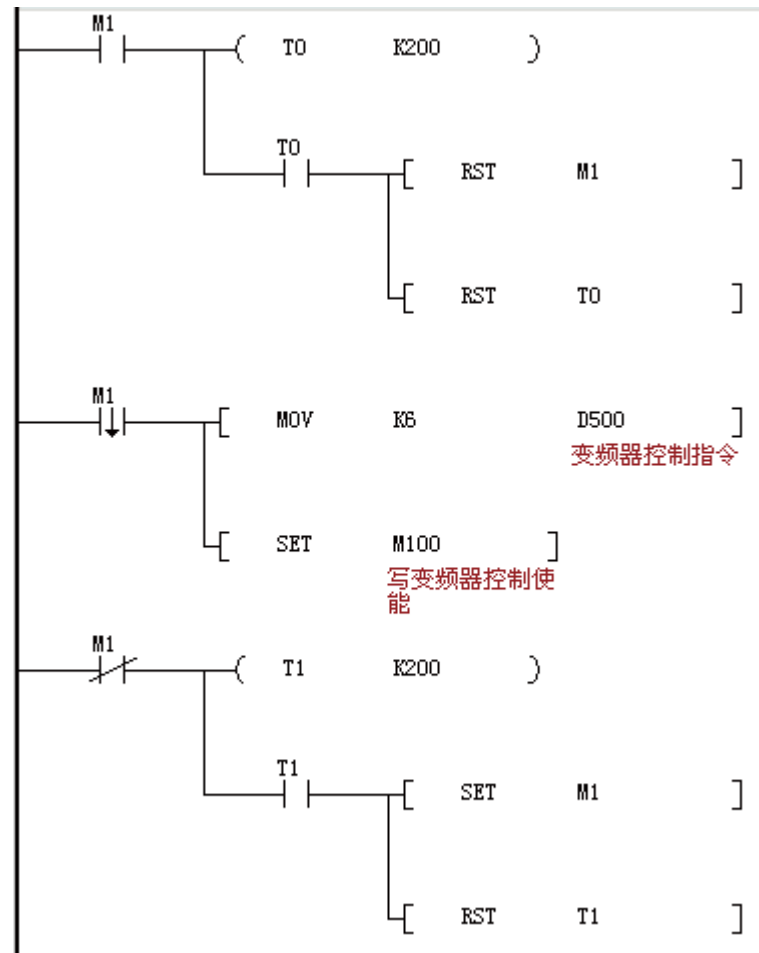 M1
T0 K200
T0
RST M1
RST T0
M1
MOV K6 D500
变频器控制指令
SET M100
写变频器控制使
能
M1
T1 K200
T1
SET M1
RST T1